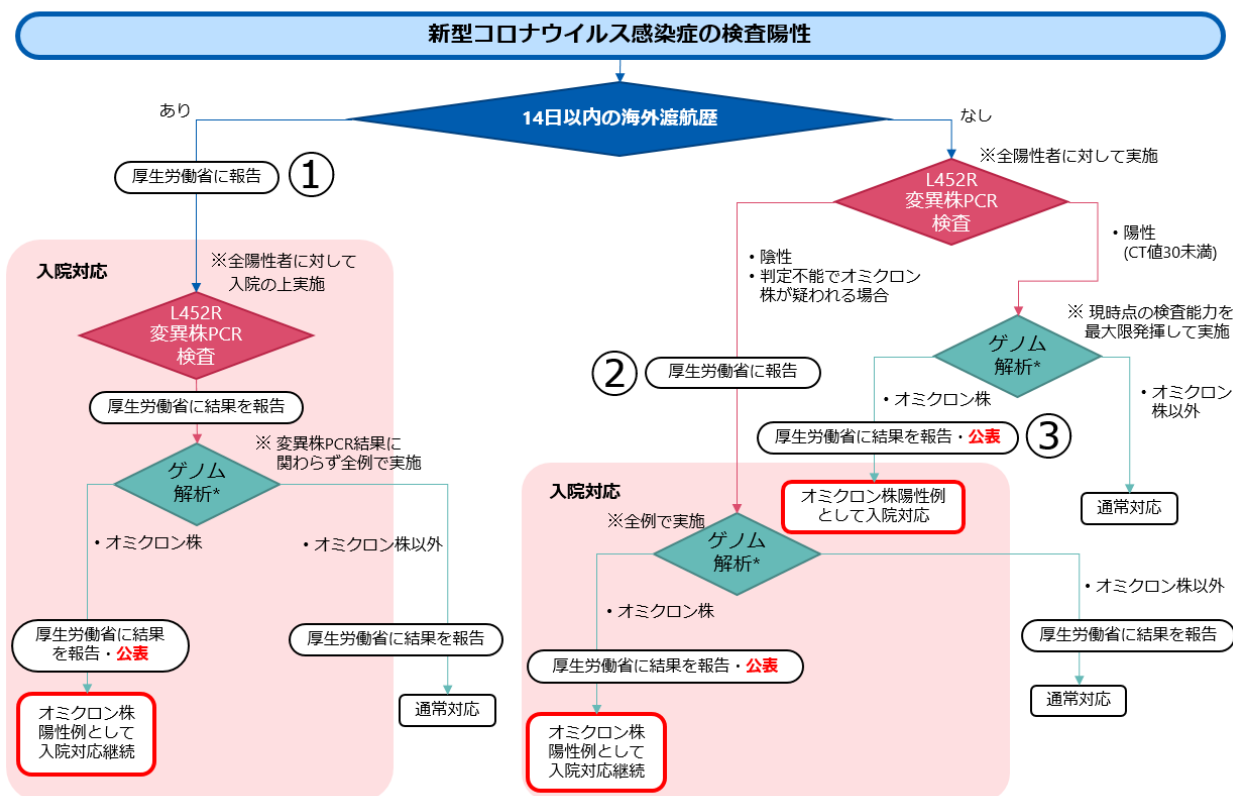 新型コロナウイルス感染症の検査陽性
14日以内の海外渡航歴
あり
なし
厚生労働省に報告
①
入院対応
※全陽性者に対して
入院の上実施
L452R
変異株PCR
検査
厚生労働省に結果を報告
※ 変異株PCR結果に
関わらず全例で実施
ゲノム
解析*
・オミクロン株
・オミクロン株以外
厚生労働省に結果
を報告・公表
厚生労働省に結果を報告
オミクロン株
陽性例として
入院対応継続
通常対応
※全陽性者に対して実施
L452R
変異株PCR
検査
・陰性
・判定不能でオミクロン
株が疑われる場合
・陽性
(CT値30未満)
② 厚生労働省に報告
※ 現時点の検査能力を
最大限発揮して実施
ゲノム
解析*
・オミクロン株
・オミクロン
株以外
厚生労働省に結果を報告・公表 ③
オミクロン株陽性例
として入院対応
通常対応
入院対応
※全例で実施
ゲノム
解析*
・オミクロン株
・オミクロン株以外
厚生労働省に結果を報告・公表
厚生労働省に結果を報告
オミクロン株
陽性例として
入院対応継続
通常対応